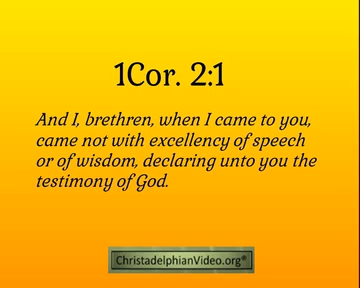 1Cor. 2:1
And I, brethren, when I came to you,
came not with excellency of speech
or of wisdom, declaring unto you the
testimony of God.
ChristadelphianVideo.org®